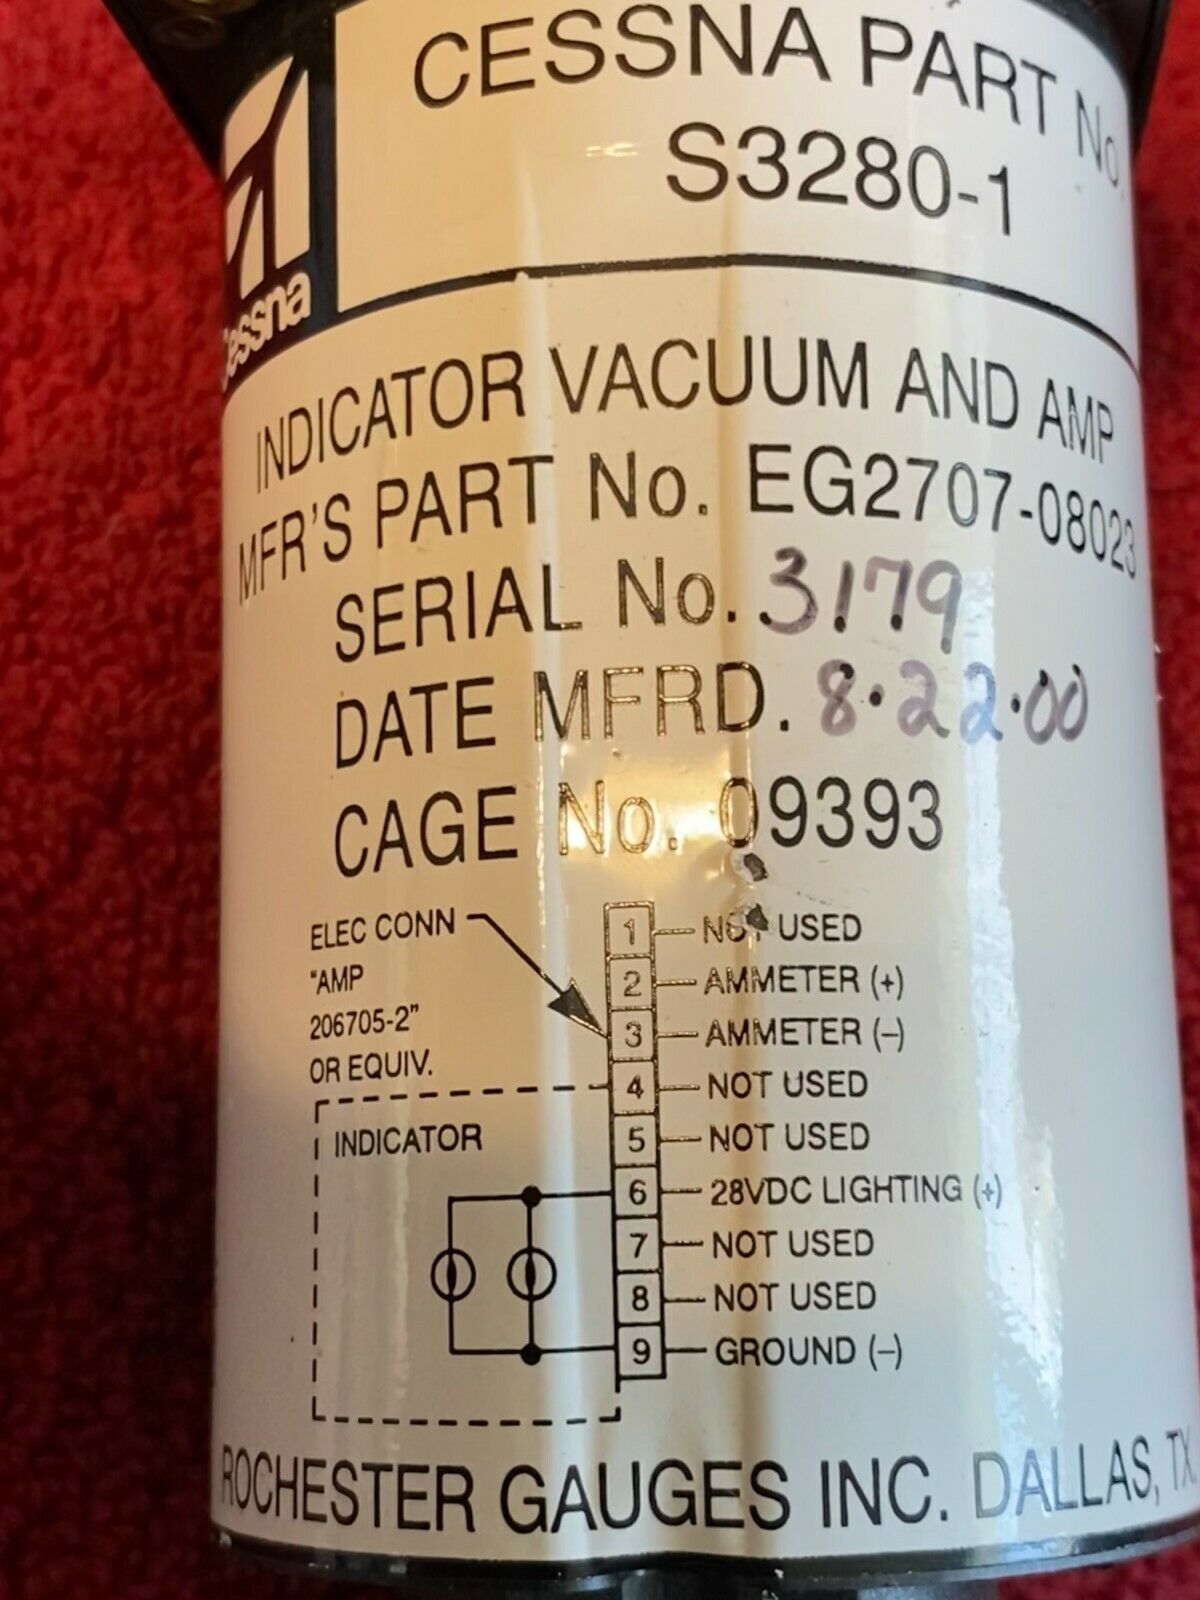 CESSNA PART No.
S3280-1
Cessna
INDICATOR VACUUM AND AMP
MFR'S PART No. EG2707-08023
SERIAL No. 3179
DATE MFRD. 8·22·00
CAGE No. 09393
ELEC CONN
"AMP
206705-2"
OR EQUIV.
1 NOT USED
2 AMMETER (+)
3 AMMETER (–)
4 NOT USED
5 NOT USED
INDICATOR
6 28VDC LIGHTING (+)
7 NOT USED
8 NOT USED
9 GROUND (–)
ROCHESTER GAUGES INC. DALLAS, TX